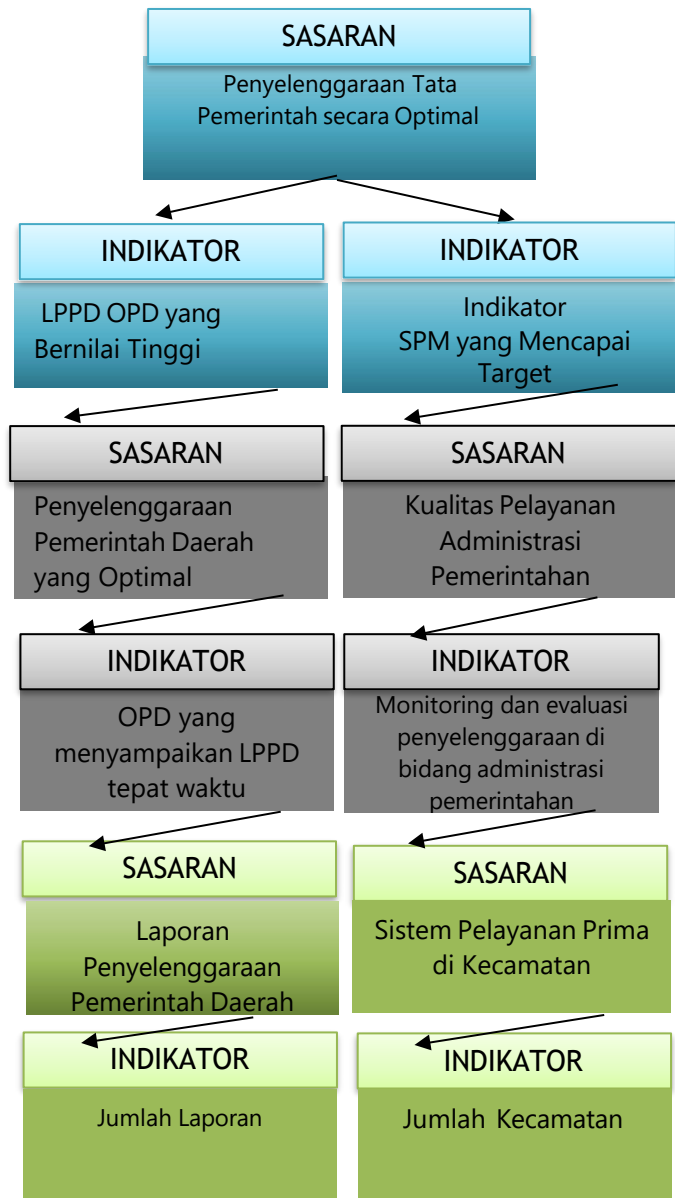 SASARAN
Penyelenggaraan Tata
Pemerintah secara Optimal
INDIKATOR
LPPD OPD yang
Bernilai Tinggi
INDIKATOR
Indikator
SPM yang Mencapai
Target
SASARAN
Penyelenggaraan
Pemerintah Daerah
yang Optimal
SASARAN
Kualitas Pelayanan
Administrasi
Pemerintahan
INDIKATOR
OPD yang
menyampaikan LPPD
tepat waktu
INDIKATOR
Monitoring dan evaluasi
penyelenggaraan di
bidang administrasi
pemerintahan
SASARAN
Laporan
Penyelenggaraan
Pemerintah Daerah
SASARAN
Sistem Pelayanan Prima
di Kecamatan
INDIKATOR
Jumlah Laporan
INDIKATOR
Jumlah Kecamatan